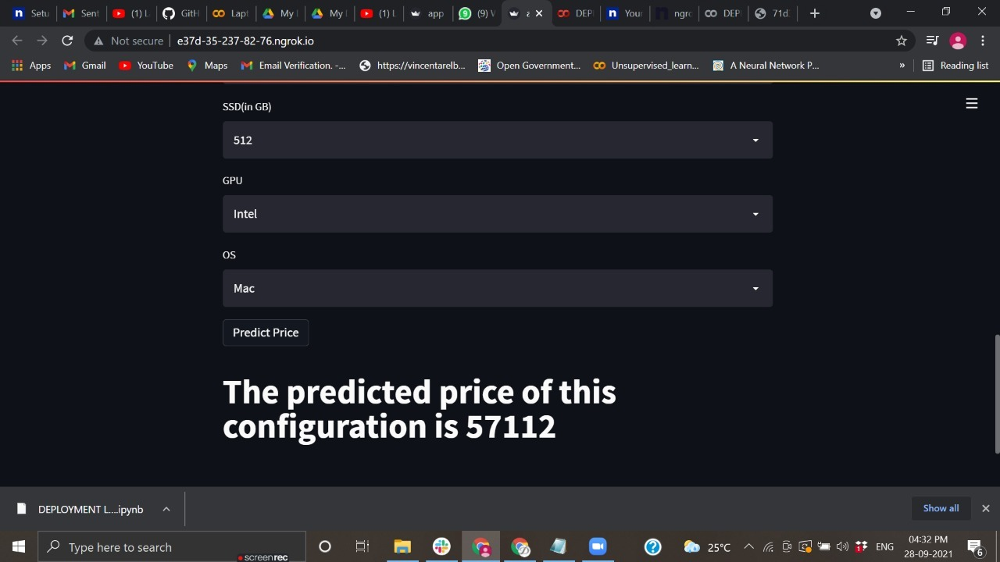 Setu
Sent
(1) L
GitH
Lapt
My
My
(1) L
app
(9)
a
DEP
Your
ngro
DEP
71d
Not secure
e37d-35-237-82-76.ngrok.io
Apps
Gmail
YouTube
Maps
Email Verification. -...
https://vincentarelb...
Open Government...
Unsupervised_learn...
A Neural Network P...
»
Reading list
SSD(in GB)
512
GPU
Intel
OS
Mac
Predict Price
The predicted price of this
configuration is 57112
DEPLOYMENT L....ipynb
Show all
Type here to search
screenrec
25°C
ENG
04:32 PM
28-09-2021
6